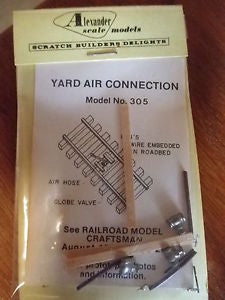 Alexander
scale models
SCRATCH BUILDERS DELIGHTS
YARD AIR CONNECTION
Model No. 305
WIRE EMBEDDED
IN ROADBED
AIR HOSE
GLOBE VALVE
See RAILROAD MODEL
CRAFTSMAN
August
and information.